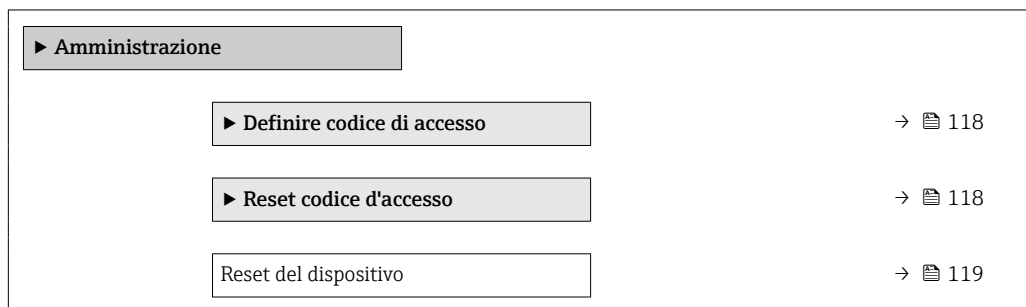 ▶ Amministrazione
▶ Definire codice di accesso → 118
▶ Reset codice d'accesso → 118
Reset del dispositivo → 119